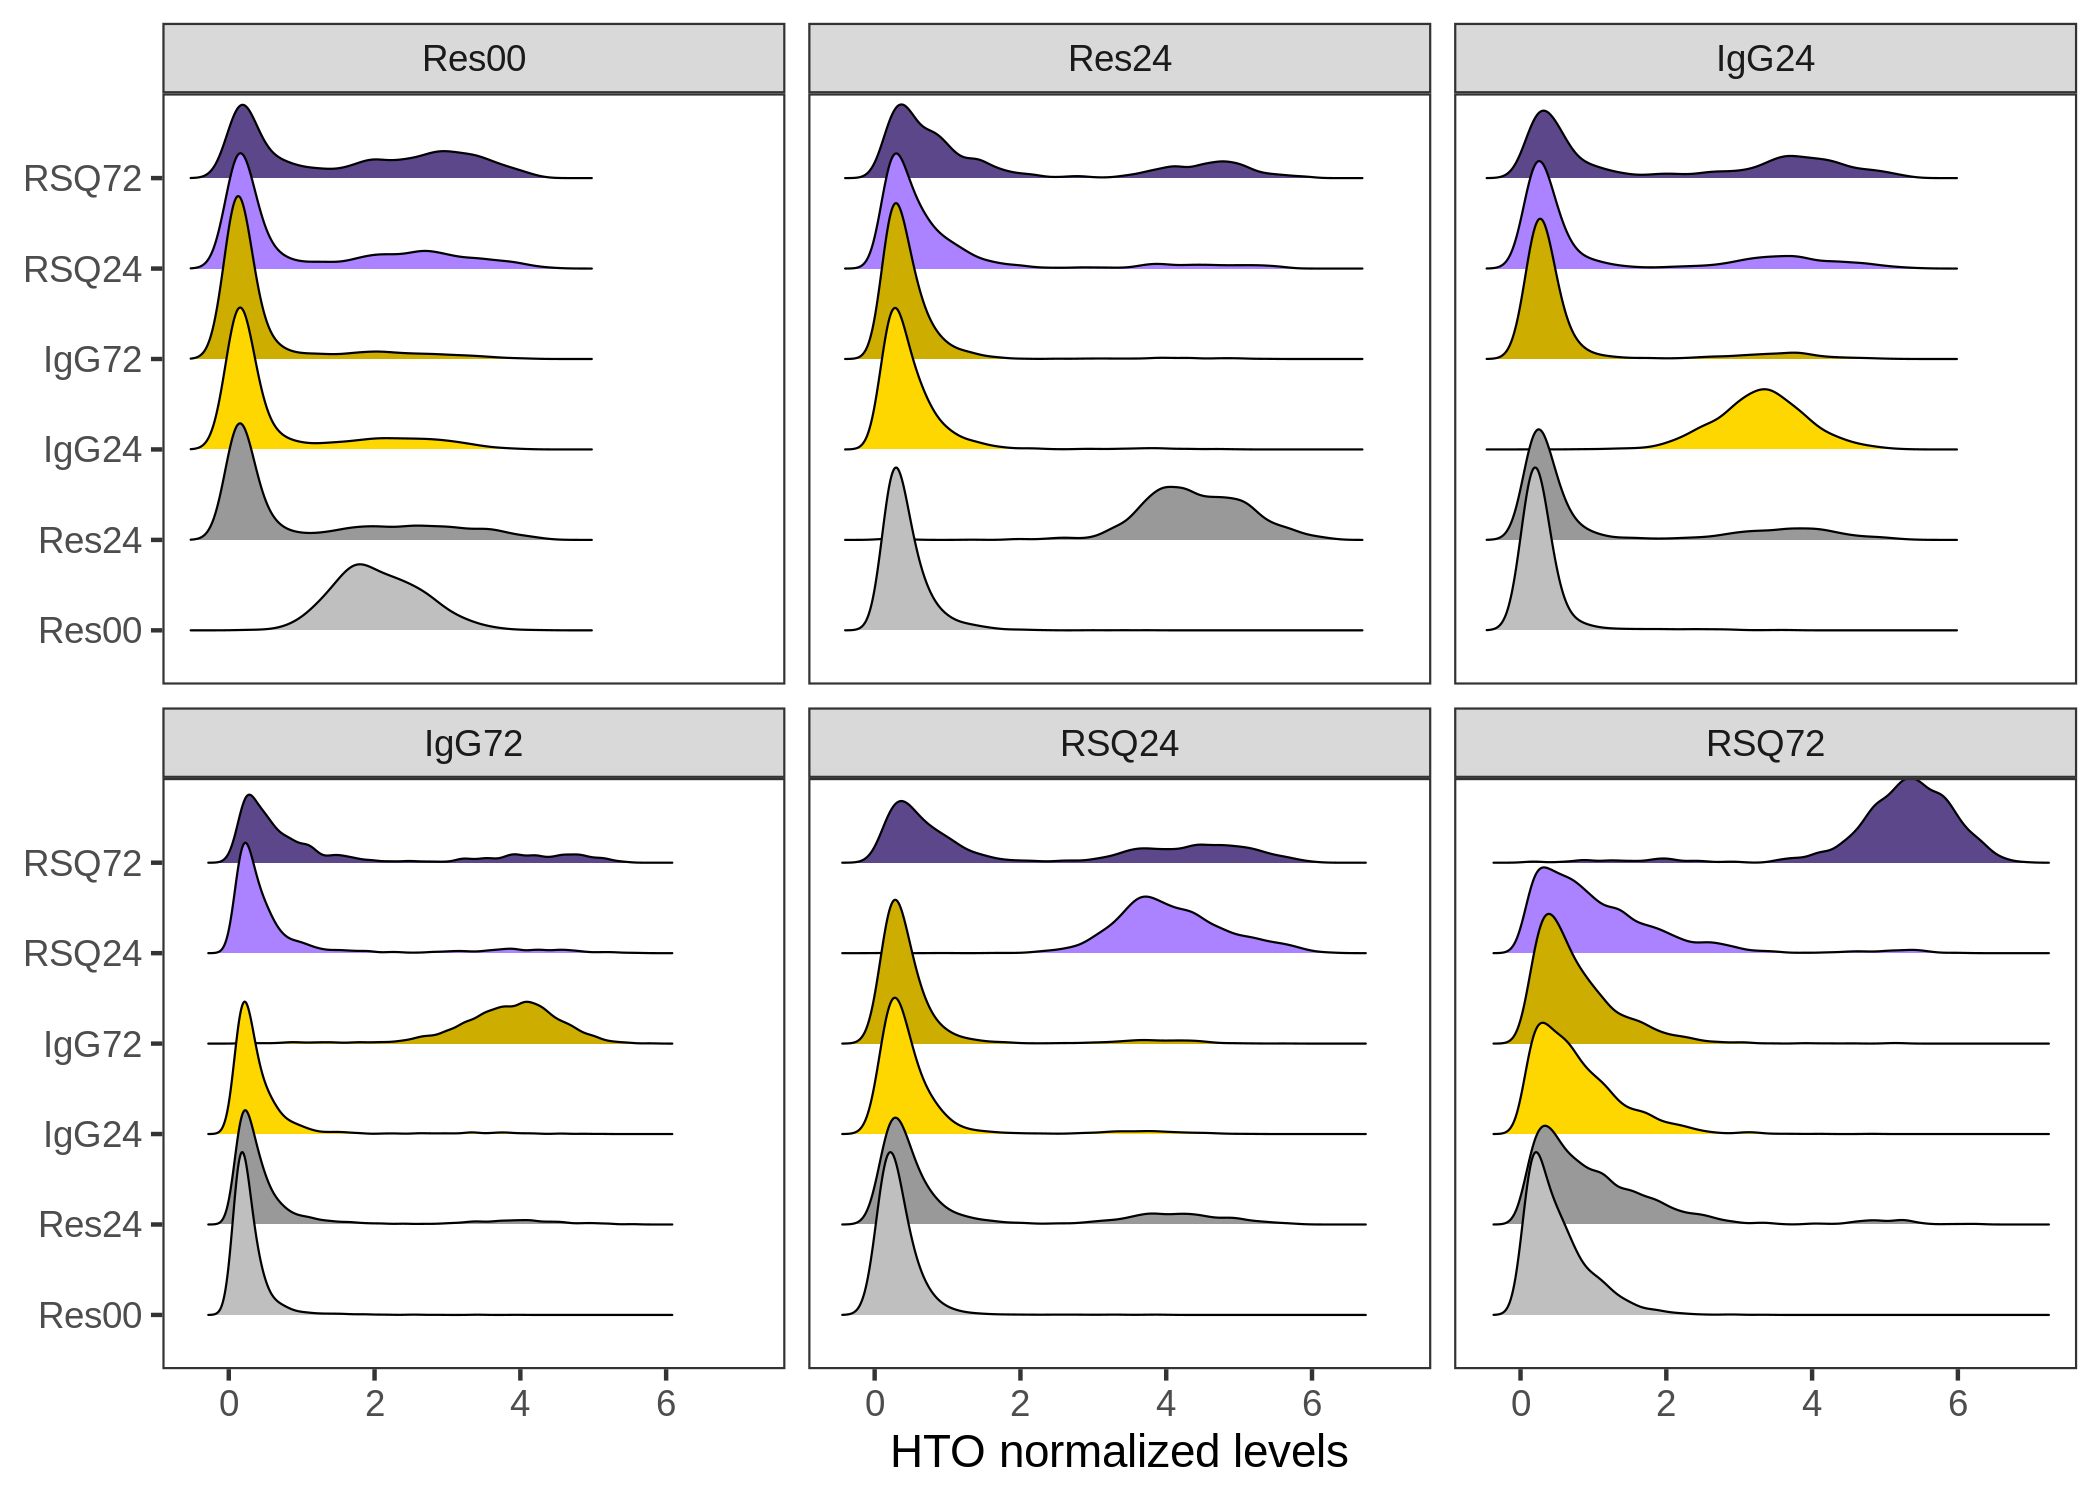 Res00 Res24 IgG24
RSQ72
RSQ24
IgG72
IgG24
Res24
Res00
IgG72 RSQ24 RSQ72
RSQ72
RSQ24
IgG72
IgG24
Res24
Res00
0 2 4 6 0 2 4 6 0 2 4 6
HTO normalized levels